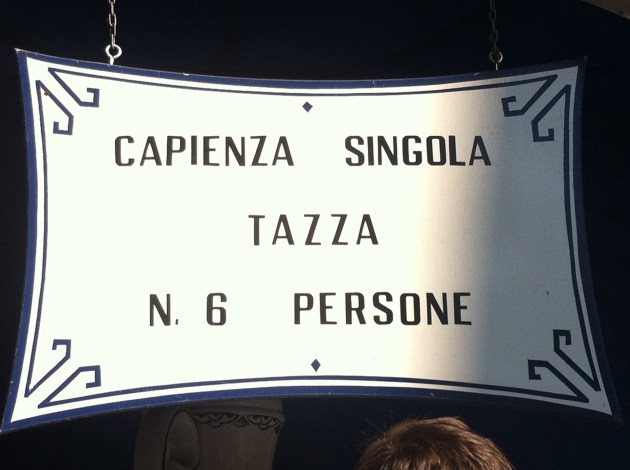 CAPIENZA SINGOLA
TAZZA
N. 6 PERSONE